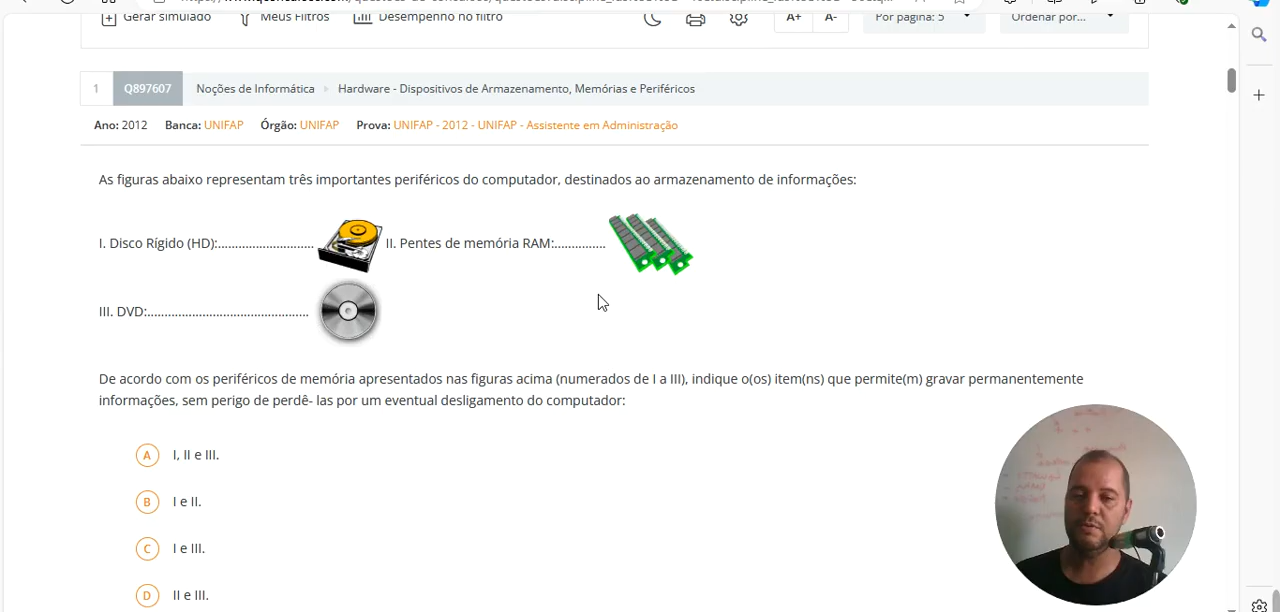 Gerar simulado Meus Filtros Desempenho no filtro A+ A- Por página: 5 Ordenar por...
1 Q897607 Noções de Informática Hardware - Dispositivos de Armazenamento, Memórias e Periféricos
Ano: 2012 Banca: UNIFAP Órgão: UNIFAP Prova: UNIFAP - 2012 - UNIFAP - Assistente em Administração
As figuras abaixo representam três importantes periféricos do computador, destinados ao armazenamento de informações:
I. Disco Rígido (HD):............................ II. Pentes de memória RAM:...............
III. DVD:...............................................
De acordo com os periféricos de memória apresentados nas figuras acima (numerados de I a III), indique o(os) item(ns) que permite(m) gravar permanentemente
informações, sem perigo de perdê- las por um eventual desligamento do computador:
A I, II e III.
B I e II.
C I e III.
D II e III.